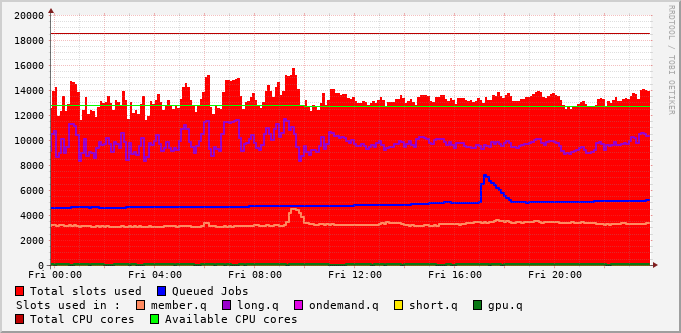 20000
18000
16000
14000
12000
10000
8000
6000
4000
2000
0
Fri 00:00 Fri 04:00 Fri 08:00 Fri 12:00 Fri 16:00 Fri 20:00
RRDTOOL / TOBI OETIKER
Total slots used Queued Jobs
Slots used in : member.q long.q ondemand.q short.q gpu.q
Total CPU cores Available CPU cores